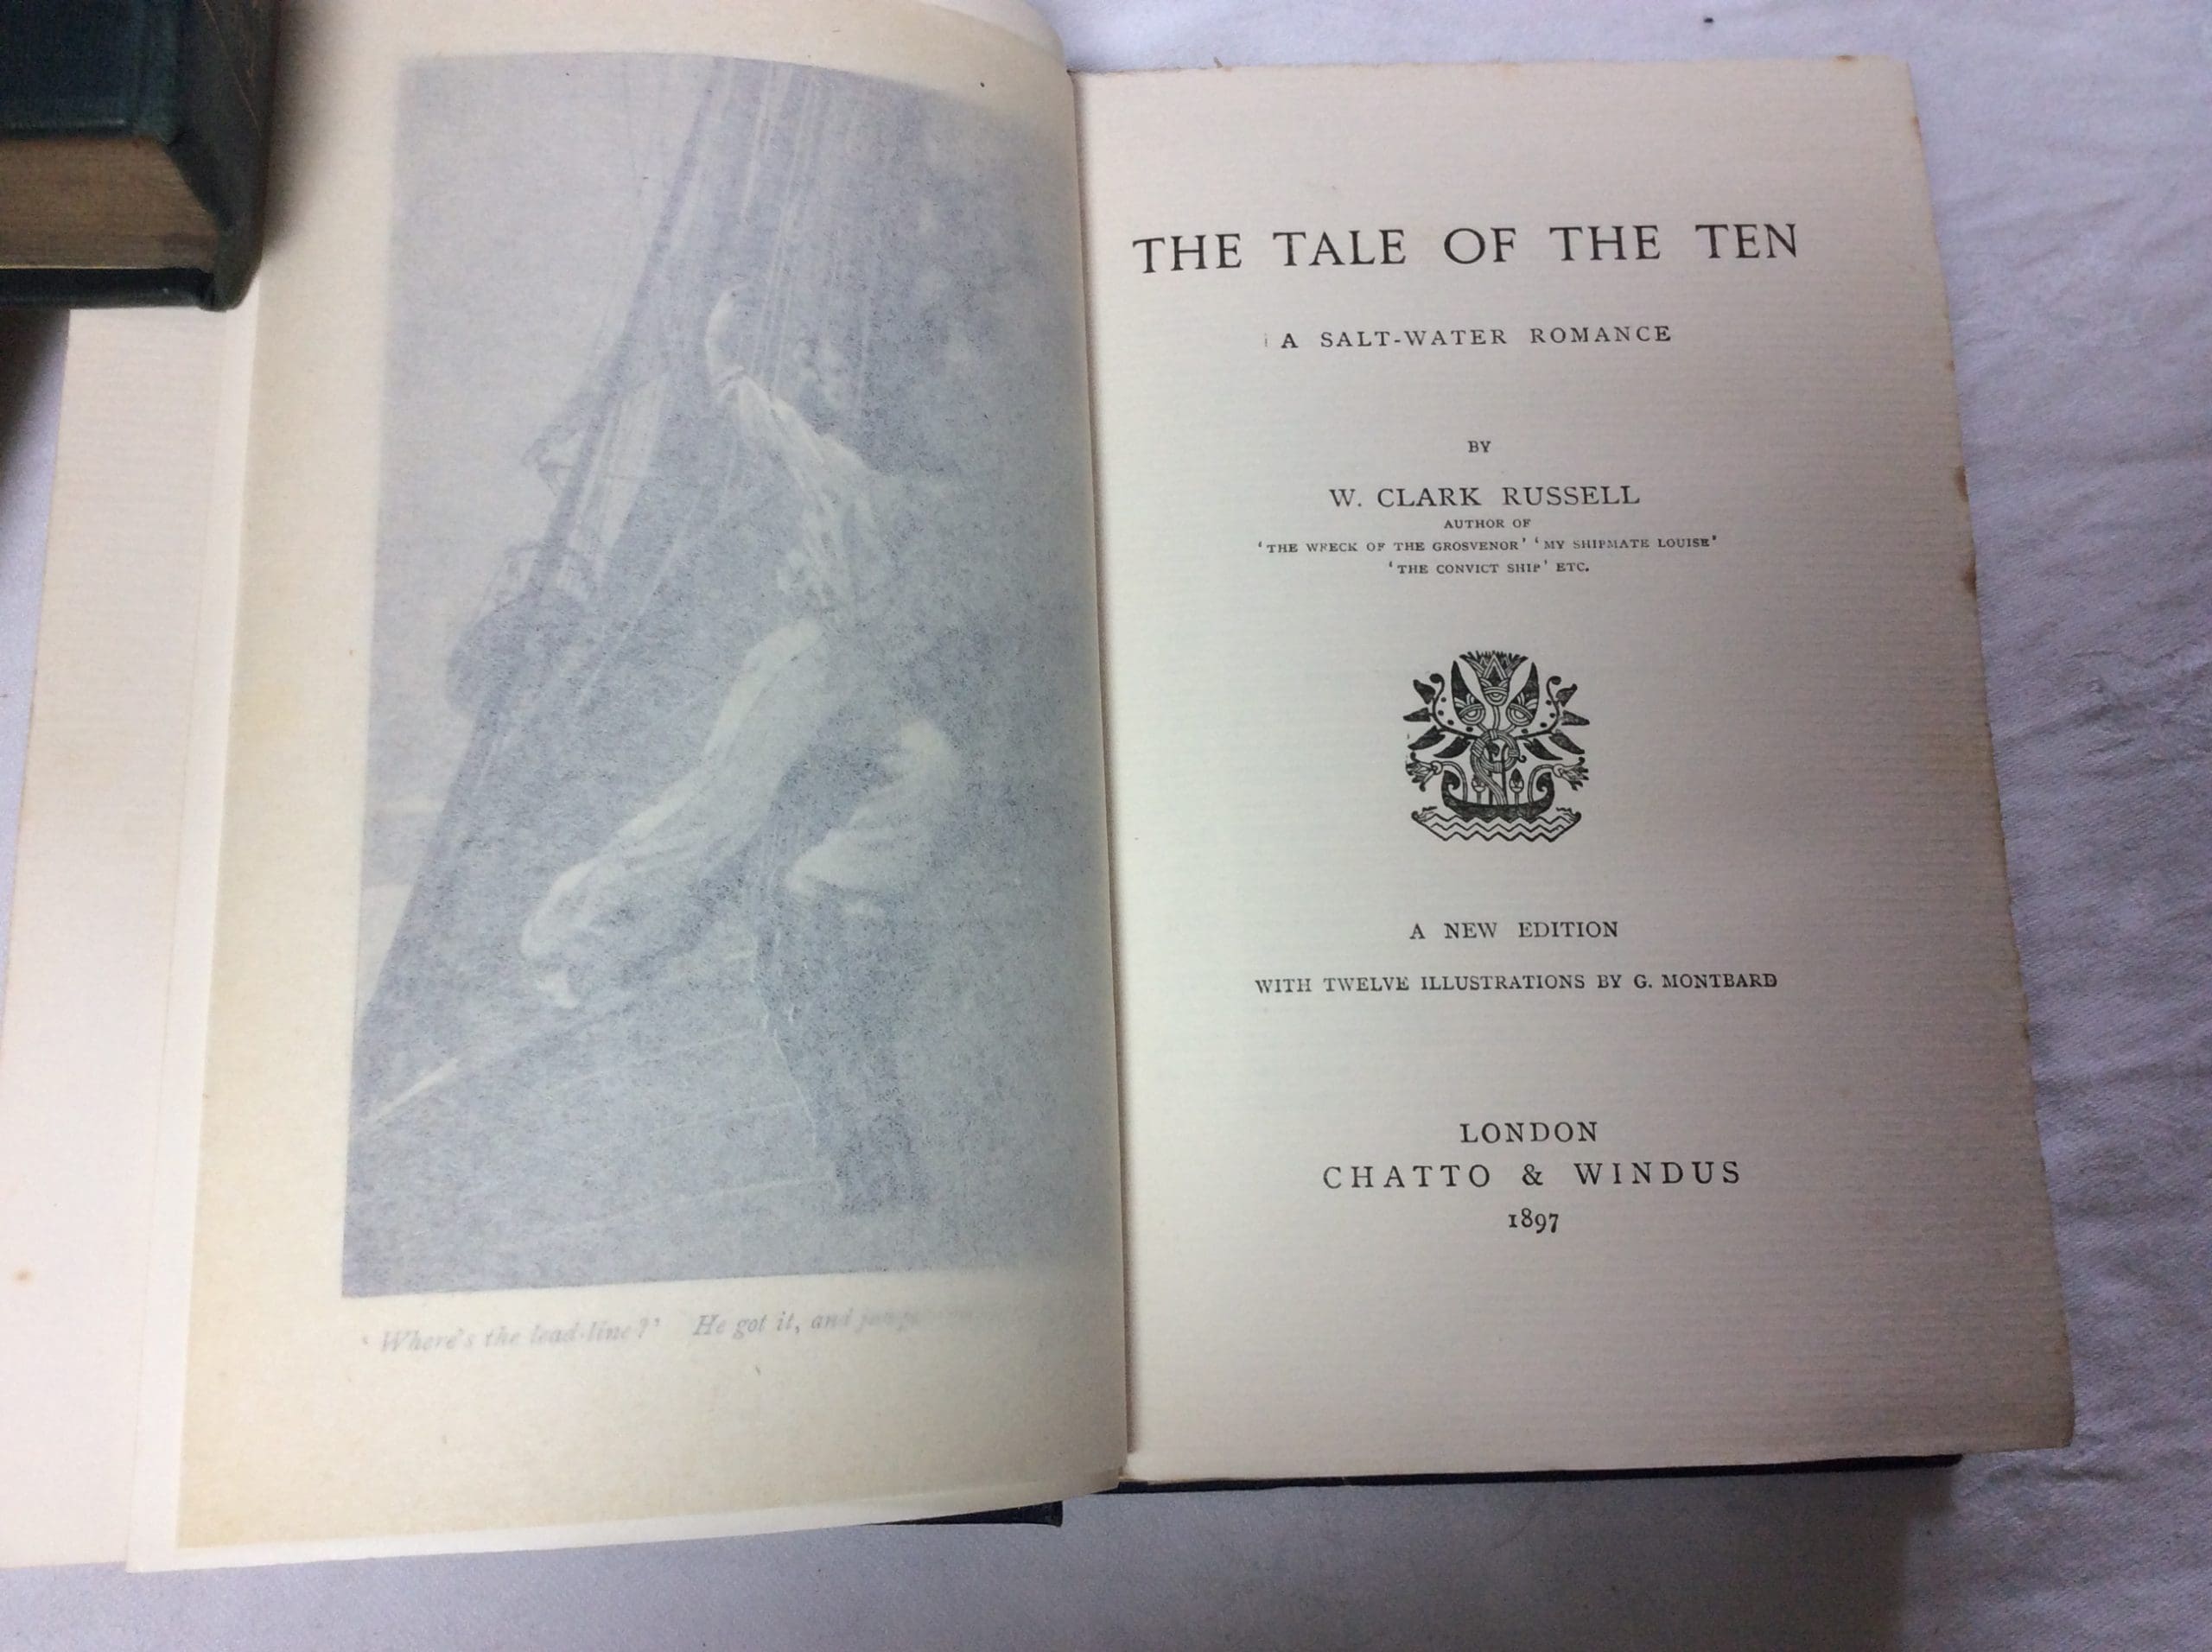 'Where's the lead-line?' He got it, and
THE TALE OF THE TEN
A SALT-WATER ROMANCE
BY
W. CLARK RUSSELL
AUTHOR OF
'THE WRECK OF THE GROSVENOR' 'MY SHIPMATE LOUISE'
'THE CONVICT SHIP' ETC.
A NEW EDITION
WITH TWELVE ILLUSTRATIONS BY G. MONTBARD
LONDON
CHATTO & WINDUS
1897